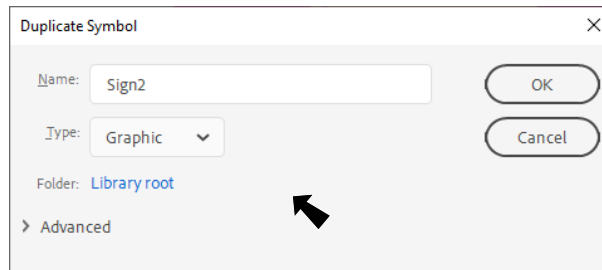 Duplicate Symbol
Name: Sign2 OK
Type: Graphic Cancel
Folder: Library root
Advanced